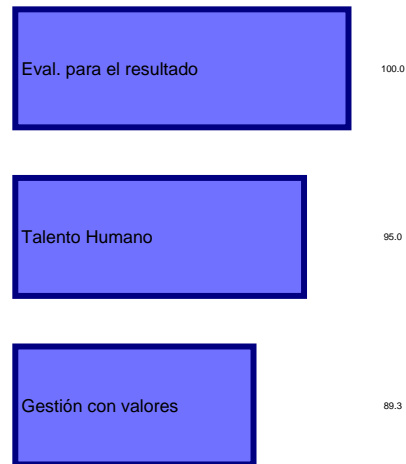 Eval. para el resultado 100.0
Talento Humano 95.0
Gestión con valores 89.3